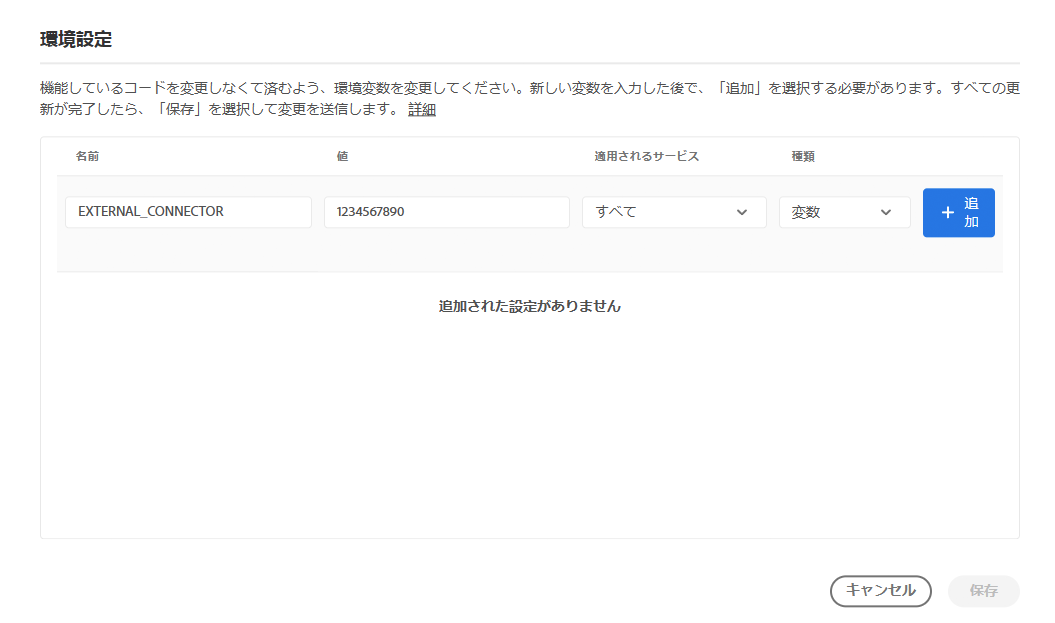 環境設定
機能しているコードを変更しなくて済むよう、環境変数を変更してください。新しい変数を入力した後で、「追加」を選択する必要があります。すべての更
新が完了したら、「保存」を選択して変更を送信します。 詳細
名前 値 適用されるサービス 種類
EXTERNAL_CONNECTOR 1234567890 すべて 変数 + 追
加
追加された設定がありません
キャンセル 保存